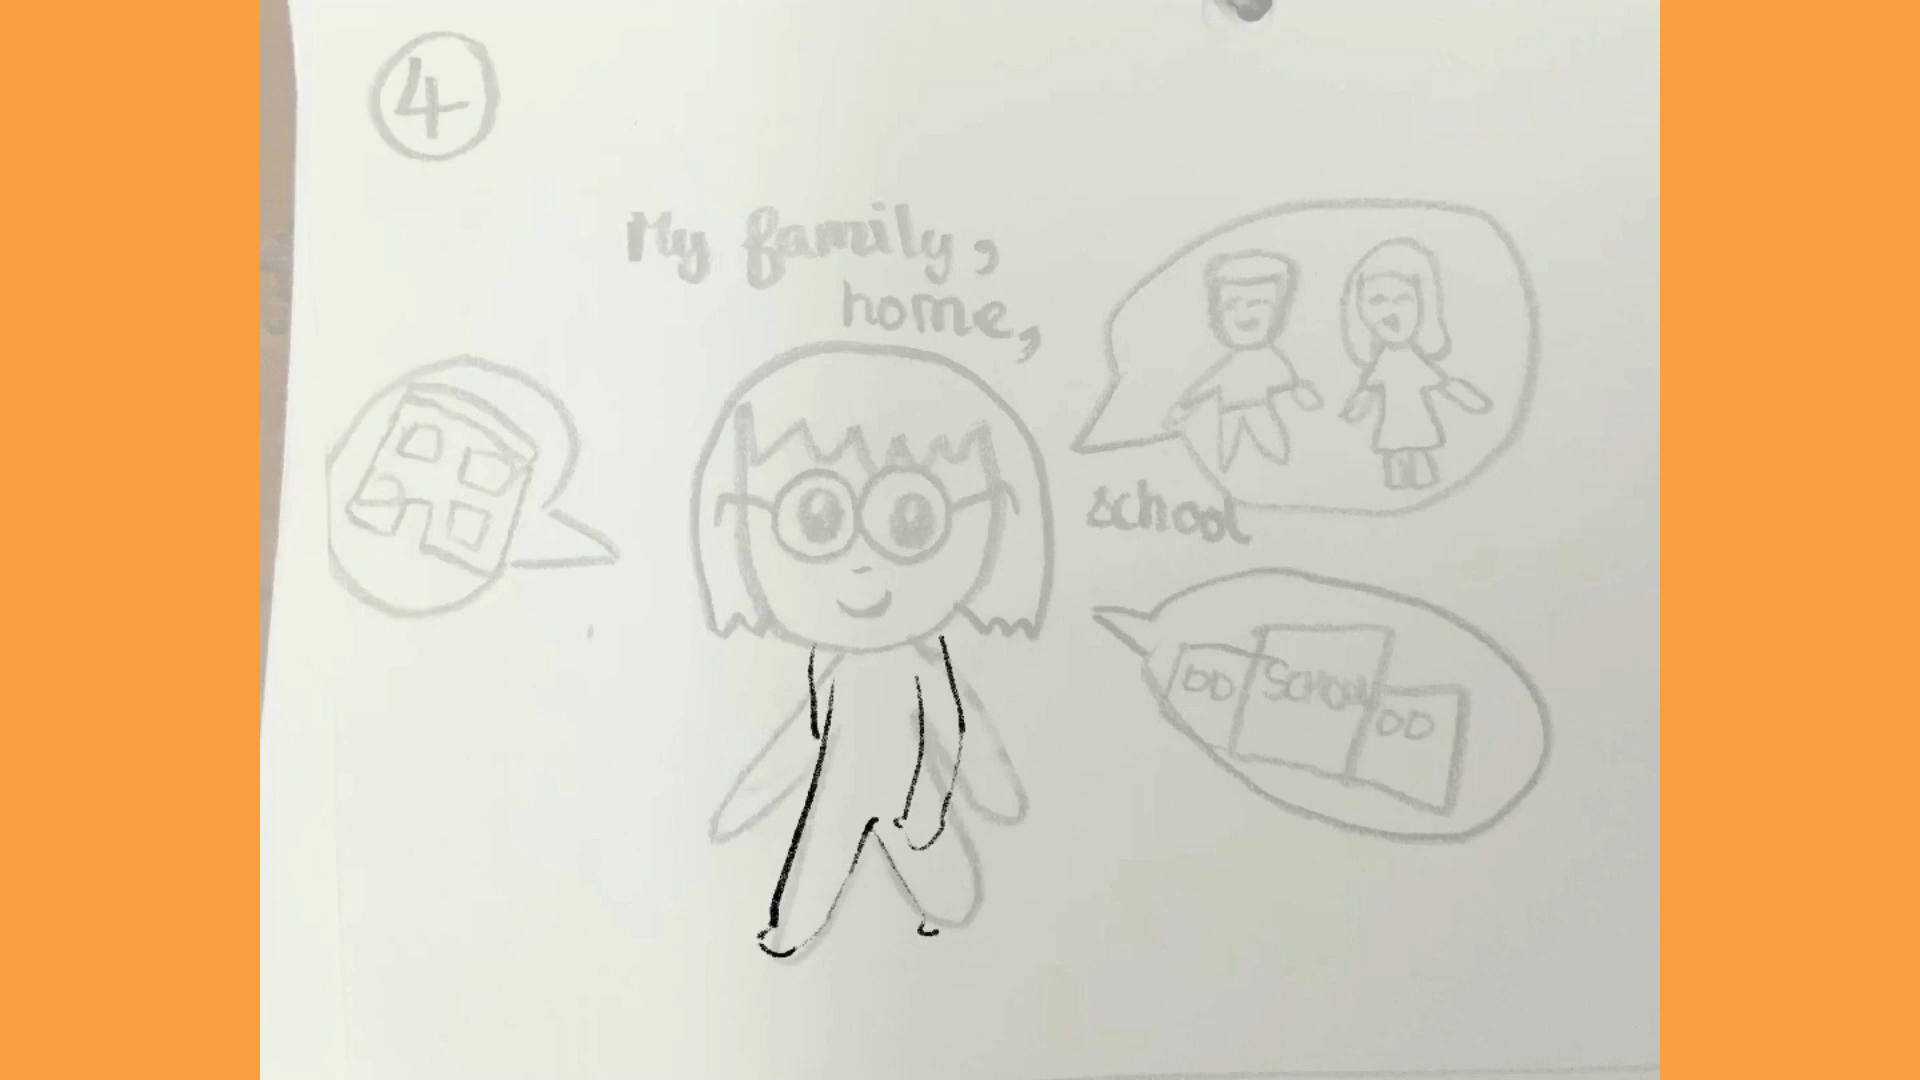 4
My family,
home,
school
DD
SCHOOL
DD